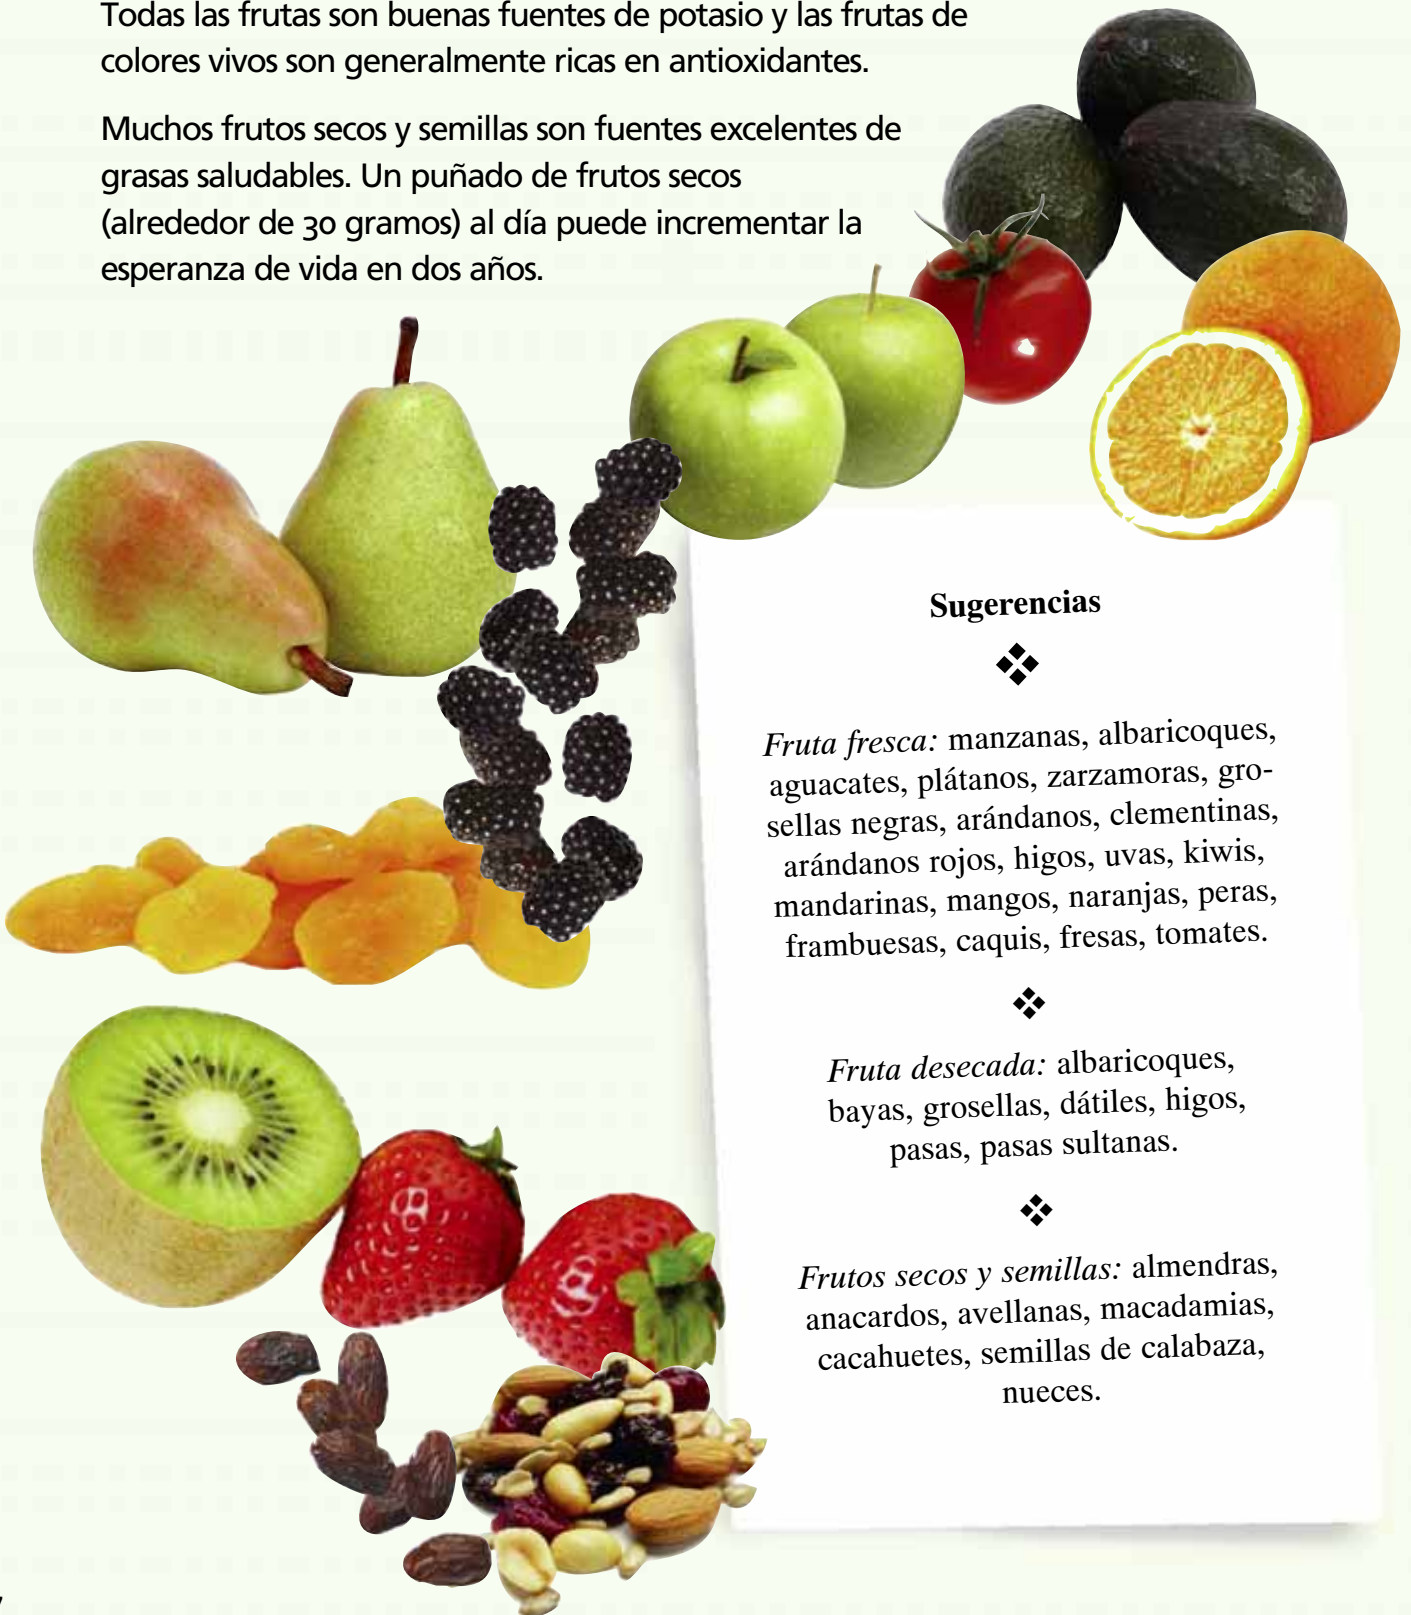 Todas las frutas son buenas fuentes de potasio y las frutas de
colores vivos son generalmente ricas en antioxidantes.
Muchos frutos secos y semillas son fuentes excelentes de
grasas saludables. Un puñado de frutos secos
(alrededor de 30 gramos) al día puede incrementar la
esperanza de vida en dos años.
Sugerencias
Fruta fresca: manzanas, albaricoques,
aguacates, plátanos, zarzamoras, gro-
sellas negras, arándanos, clementinas,
arándanos rojos, higos, uvas, kiwis,
mandarinas, mangos, naranjas, peras,
frambuesas, caquis, fresas, tomates.
Fruta desecada: albaricoques,
bayas, grosellas, dátiles, higos,
pasas, pasas sultanas.
Frutos secos y semillas: almendras,
anacardos, avellanas, macadamias,
cacahuetes, semillas de calabaza,
nueces.